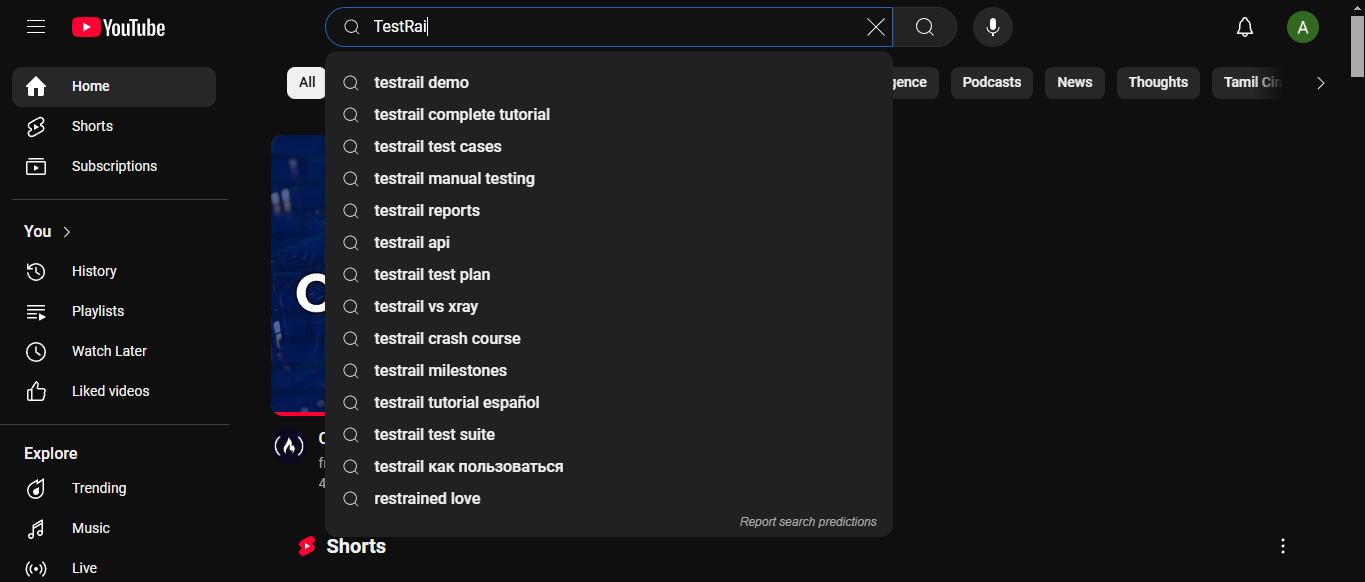 YouTube
TestRai
A
Home
Shorts
Subscriptions
You
History
Playlists
Watch Later
Liked videos
Explore
Trending
Music
Live
All
Podcasts
News
Thoughts
Tamil
testrail demo
testrail complete tutorial
testrail test cases
testrail manual testing
testrail reports
testrail api
testrail test plan
testrail vs xray
testrail crash course
testrail milestones
testrail tutorial español
testrail test suite
testrail как пользоваться
restrained love
Report search predictions
Shorts